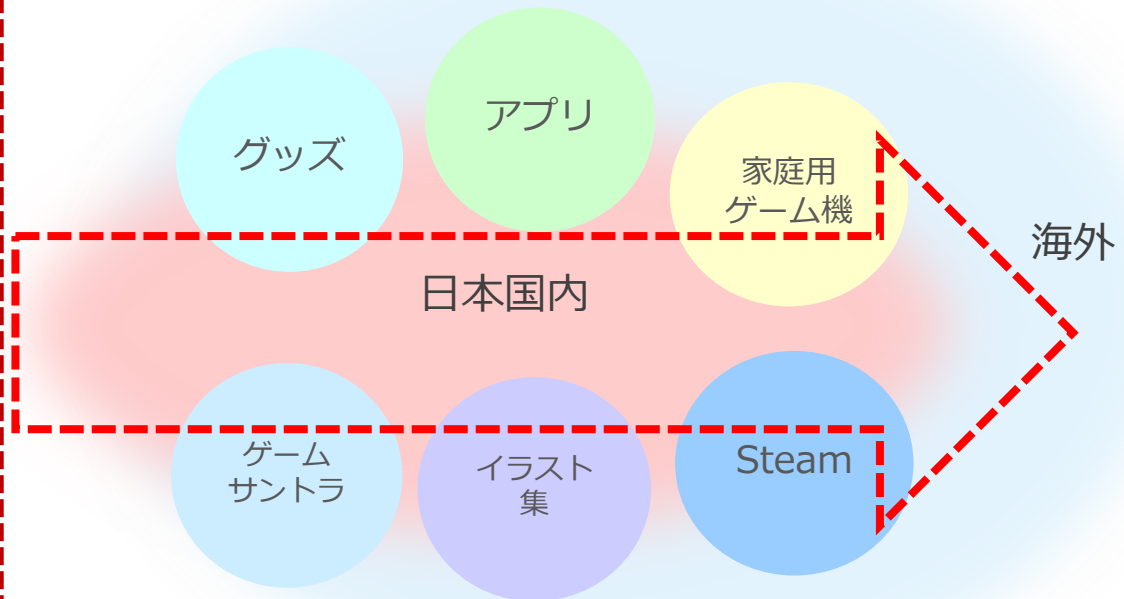 グッズ
アプリ
家庭用
ゲーム機
海外
日本国内
ゲーム
サントラ
イラスト
集
Steam